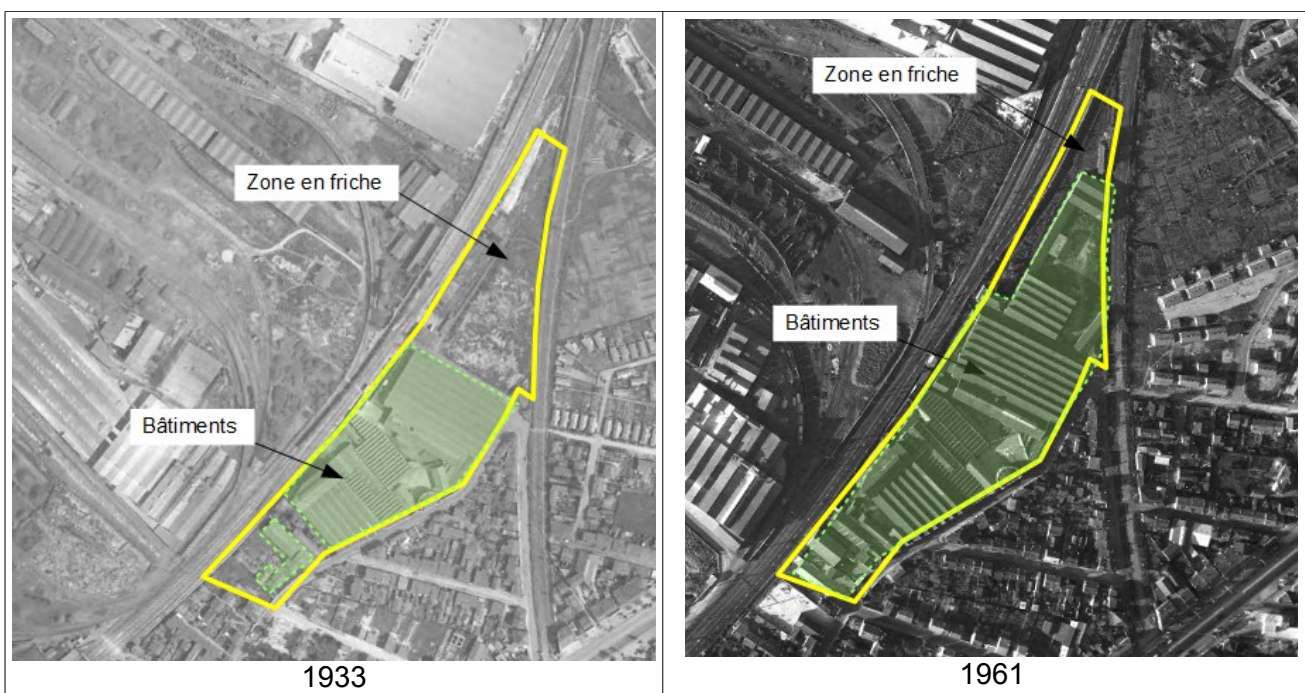 Zone en friche
Bâtiments
1933
Zone en friche
Bâtiments
1961